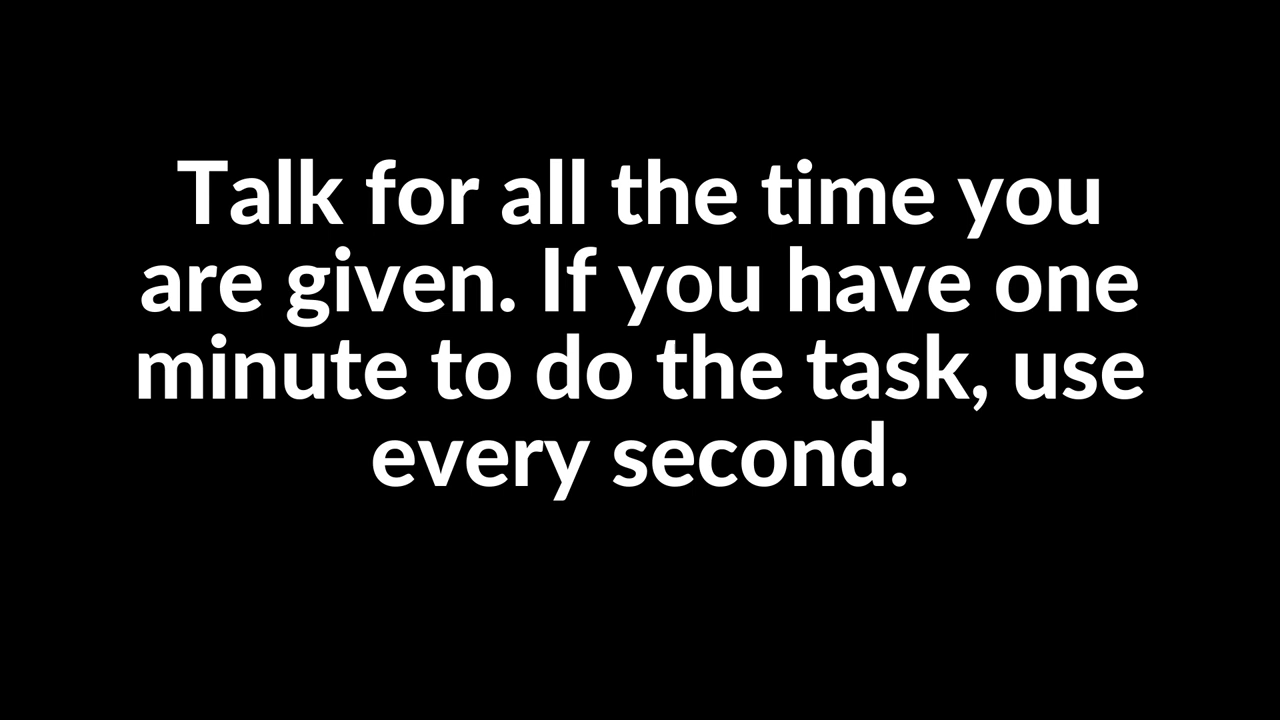 Talk for all the time you
are given. If you have one
minute to do the task, use
every second.